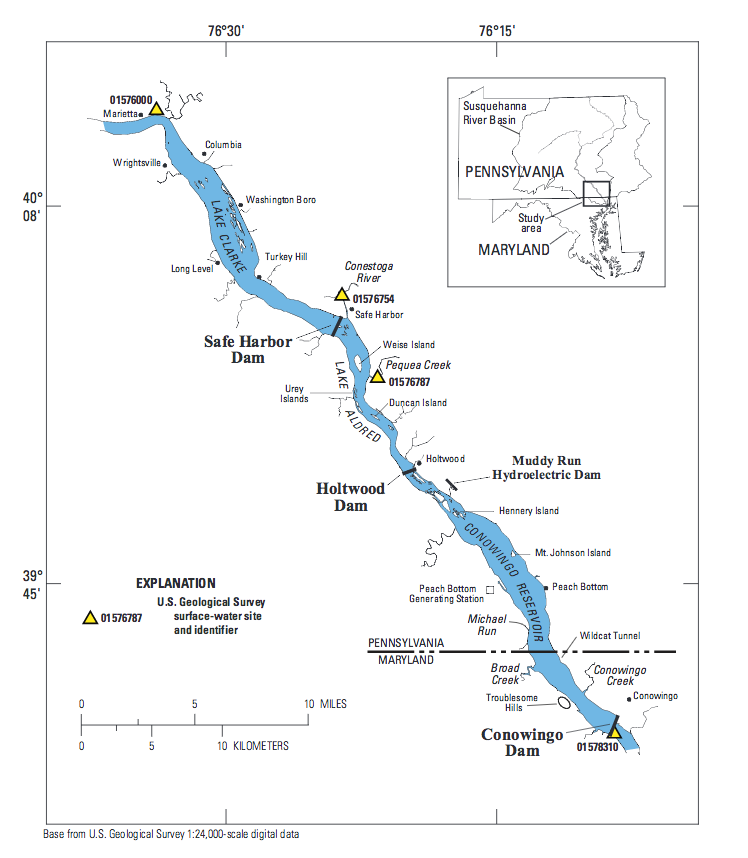 76°30'
76°15'
01576000
Marietta
Columbia
Wrightsville
Washington Boro
40°
08'
LAKE CLARKE
Turkey Hill
Long Level
Conestoga
River
01576754
Safe Harbor
Safe Harbor
Dam
Weise Island
Pequea Creek
01576787
LAKE ALDRED
Urey
Islands
Duncan Island
Holtwood
Muddy Run
Hydroelectric Dam
Holtwood
Dam
Hennery Island
CONOWINGO RESERVOIR
Mt. Johnson Island
39°
45'
Peach Bottom
Generating Station
Peach Bottom
Michael
Run
Wildcat Tunnel
PENNSYLVANIA
MARYLAND
Broad
Creek
Conowingo
Creek
Conowingo
Troublesome
Hills
Conowingo
Dam
01578310
Susquehanna
River Basin
PENNSYLVANIA
Study
area
MARYLAND
EXPLANATION
01576787
U.S. Geological Survey
surface-water site
and identifier
0 5 10 MILES
0 5 10 KILOMETERS
Base from U.S. Geological Survey 1:24,000-scale digital data